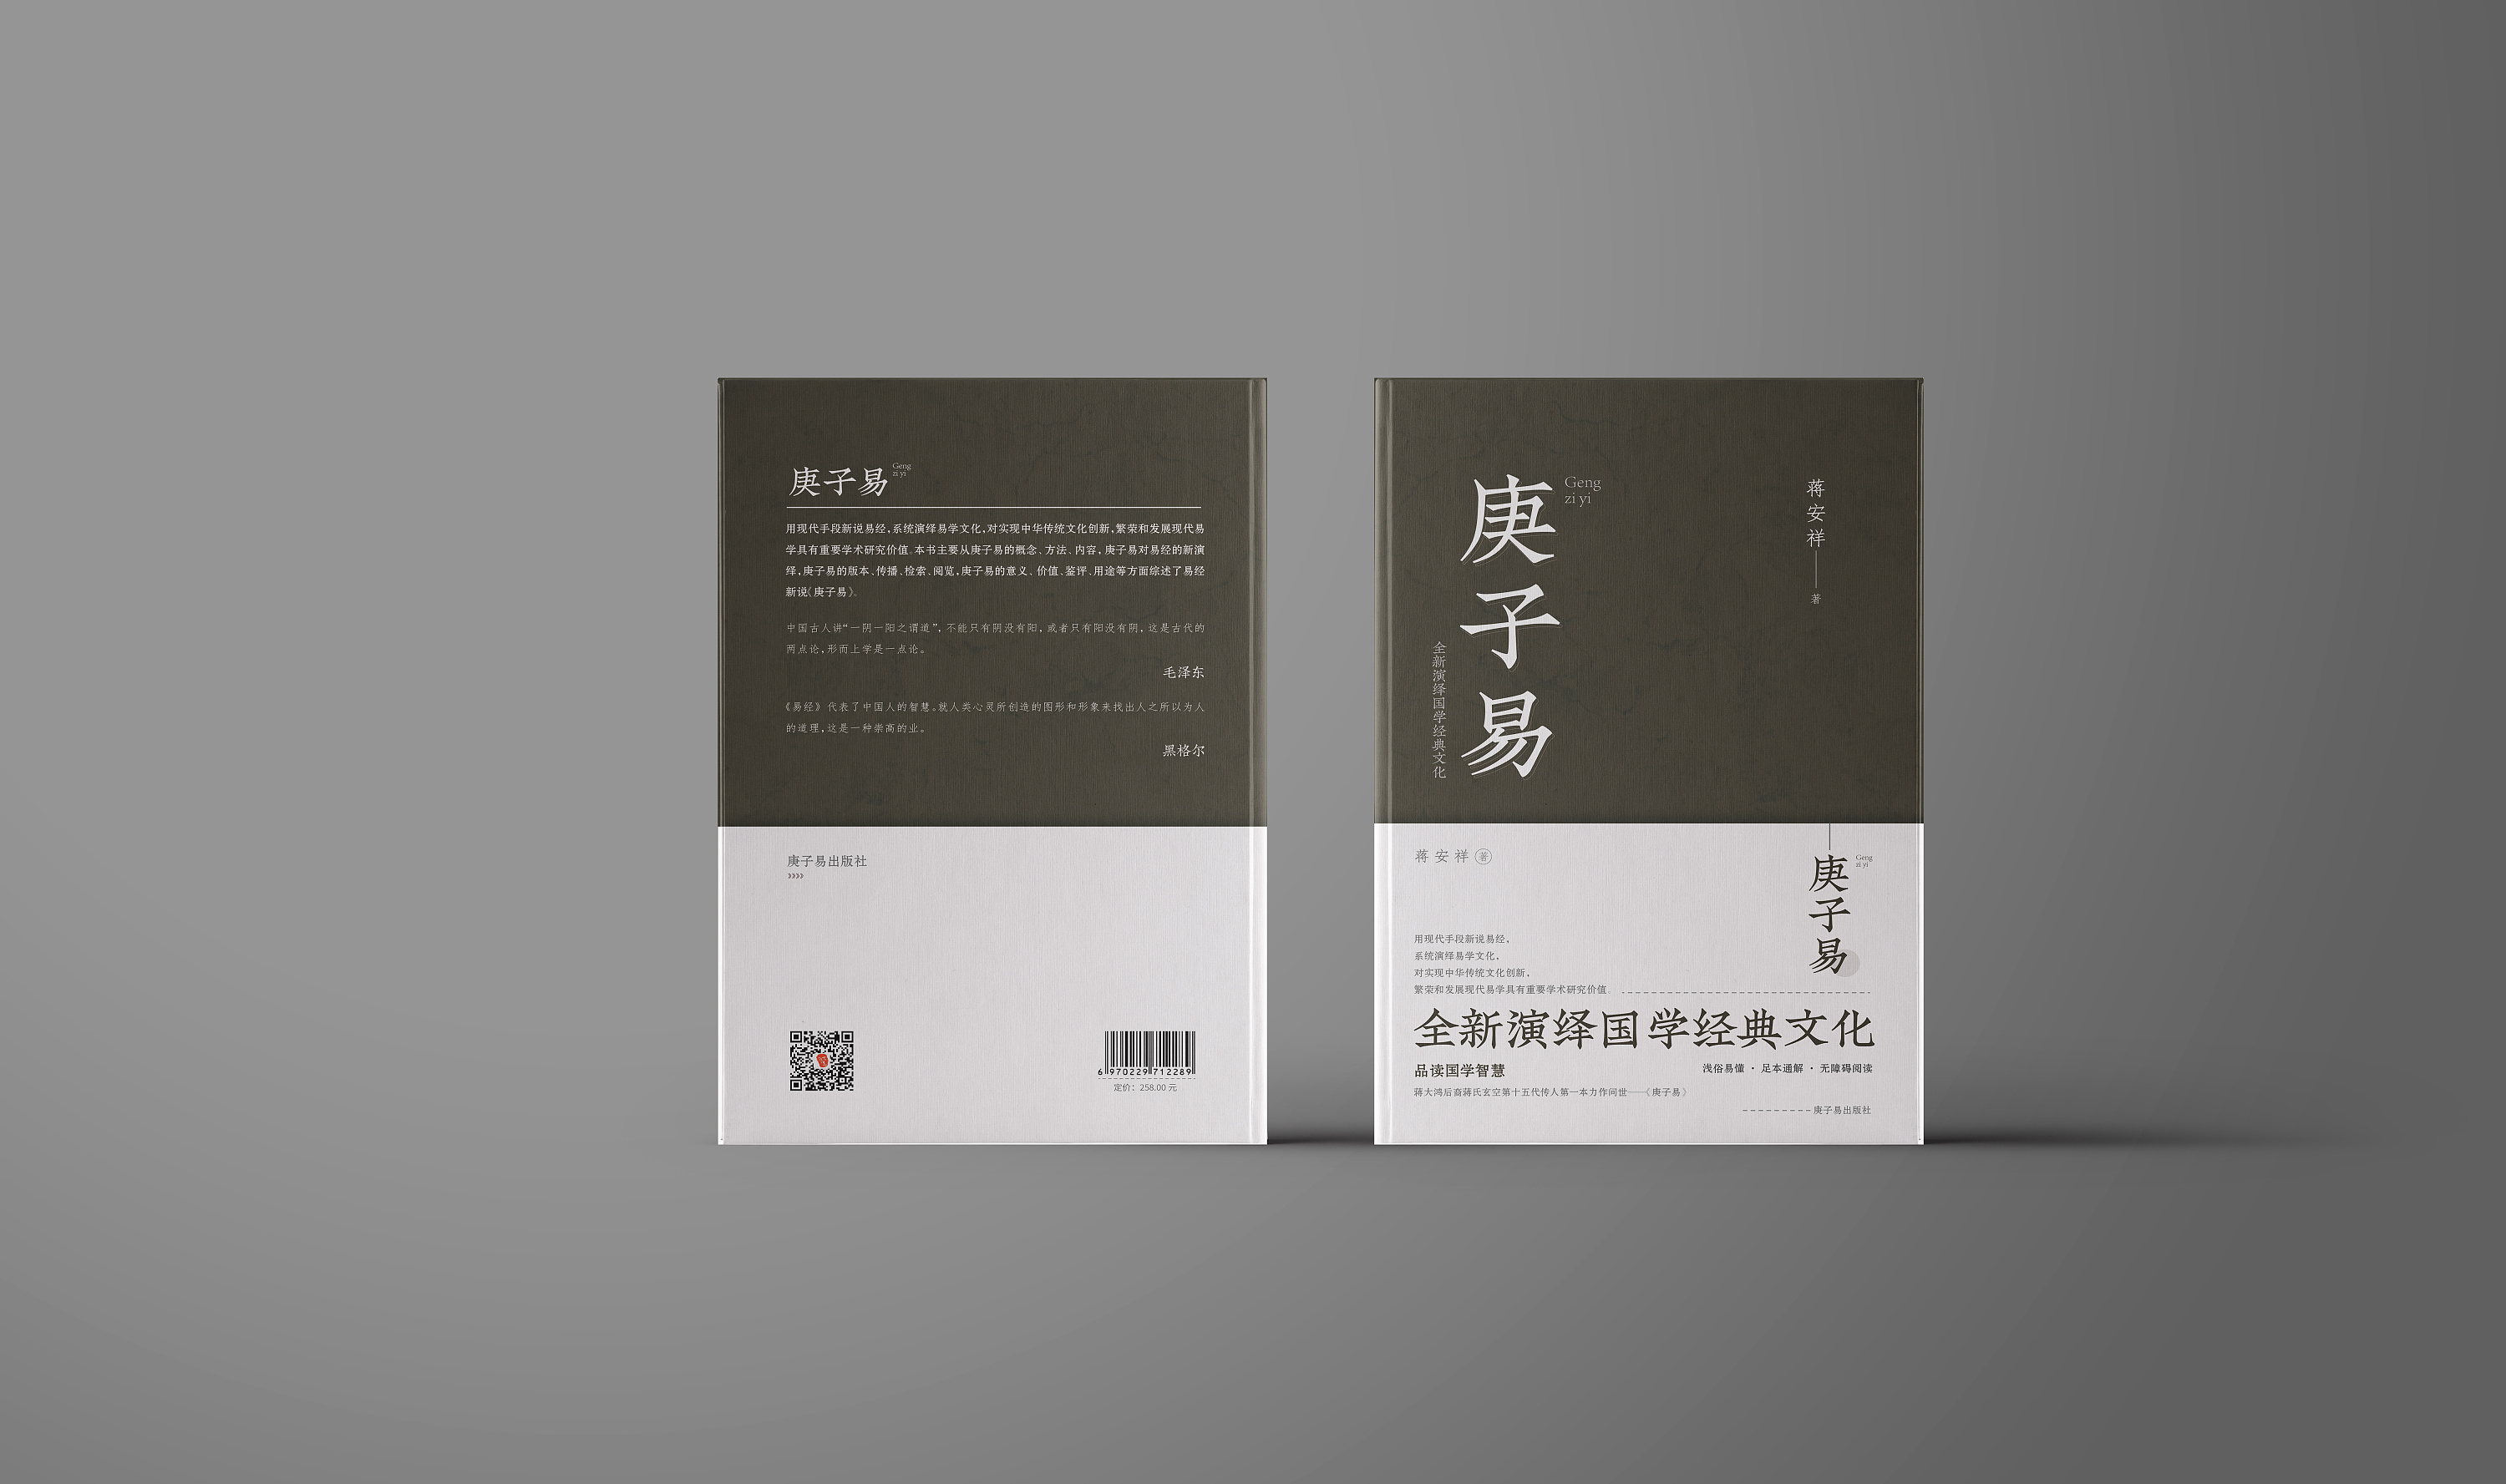 庚子易
Geng
zi yi
用现代手段新说易经,系统演绎易学文化,对实现中华传统文化创新,繁荣和发展现代易
学具有重要学术研究价值。本书主要从庚子易的概念、方法、内容,庚子易对易经的新演
绎,庚子易的版本、传播、检索、阅览,庚子易的意义、价值、鉴评、用途等方面综述了易经
新说《庚子易》。
中国古人讲“一阴一阳之谓道”,不能只有阴没有阳,或者只有阳没有阴,这是古代的
两点论,形而上学是一点论。
毛泽东
《易经》代表了中国人的智慧。就人类心灵所创造的图形和形象来找出人之所以为人
的道理,这是一种崇高的业。
黑格尔
庚子易出版社
6 970229 712289
定价：258.00 元
庚子易
Geng
zi yi
全新演绎国学经典文化
蒋安祥
著
蒋安祥 著
庚子易
Geng
zi yi
用现代手段新说易经,
系统演绎易学文化,
对实现中华传统文化创新,
繁荣和发展现代易学具有重要学术研究价值。
全新演绎国学经典文化
品读国学智慧
浅俗易懂 · 足本通解 · 无障碍阅读
蒋大鸿后裔蒋氏玄空第十五代传人第一本力作问世——《庚子易》
庚子易出版社